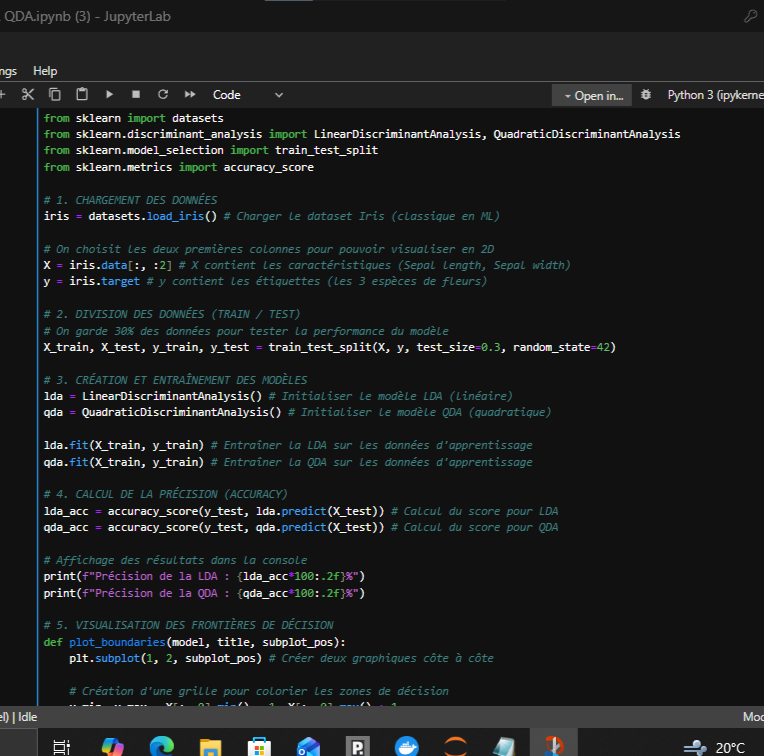 QDA.ipynb (3) - JupyterLab
ngs Help
Code Open in... Python 3 (ipykerne
from sklearn import datasets
from sklearn.discriminant_analysis import LinearDiscriminantAnalysis, QuadraticDiscriminantAnalysis
from sklearn.model_selection import train_test_split
from sklearn.metrics import accuracy_score
# 1. CHARGEMENT DES DONNÉES
iris = datasets.load_iris() # Charger le dataset Iris (classique en ML)
# On choisit les deux premières colonnes pour pouvoir visualiser en 2D
X = iris.data[:, :2] # X contient les caractéristiques (Sepal length, Sepal width)
y = iris.target # y contient les étiquettes (les 3 espèces de fleurs)
# 2. DIVISION DES DONNÉES (TRAIN / TEST)
# On garde 30% des données pour tester la performance du modèle
X_train, X_test, y_train, y_test = train_test_split(X, y, test_size=0.3, random_state=42)
# 3. CRÉATION ET ENTRAÎNEMENT DES MODÈLES
lda = LinearDiscriminantAnalysis() # Initialiser le modèle LDA (linéaire)
qda = QuadraticDiscriminantAnalysis() # Initialiser le modèle QDA (quadratique)
lda.fit(X_train, y_train) # Entraîner la LDA sur les données d'apprentissage
qda.fit(X_train, y_train) # Entraîner la QDA sur les données d'apprentissage
# 4. CALCUL DE LA PRÉCISION (ACCURACY)
lda_acc = accuracy_score(y_test, lda.predict(X_test)) # Calcul du score pour LDA
qda_acc = accuracy_score(y_test, qda.predict(X_test)) # Calcul du score pour QDA
# Affichage des résultats dans la console
print(f"Précision de la LDA : {lda_acc*100:.2f}%")
print(f"Précision de la QDA : {qda_acc*100:.2f}%")
# 5. VISUALISATION DES FRONTIÈRES DE DÉCISION
def plot_boundaries(model, title, subplot_pos):
plt.subplot(1, 2, subplot_pos) # Créer deux graphiques côte à côte
# Création d'une grille pour colorier les zones de décision
el) | Idle Mod
20°C